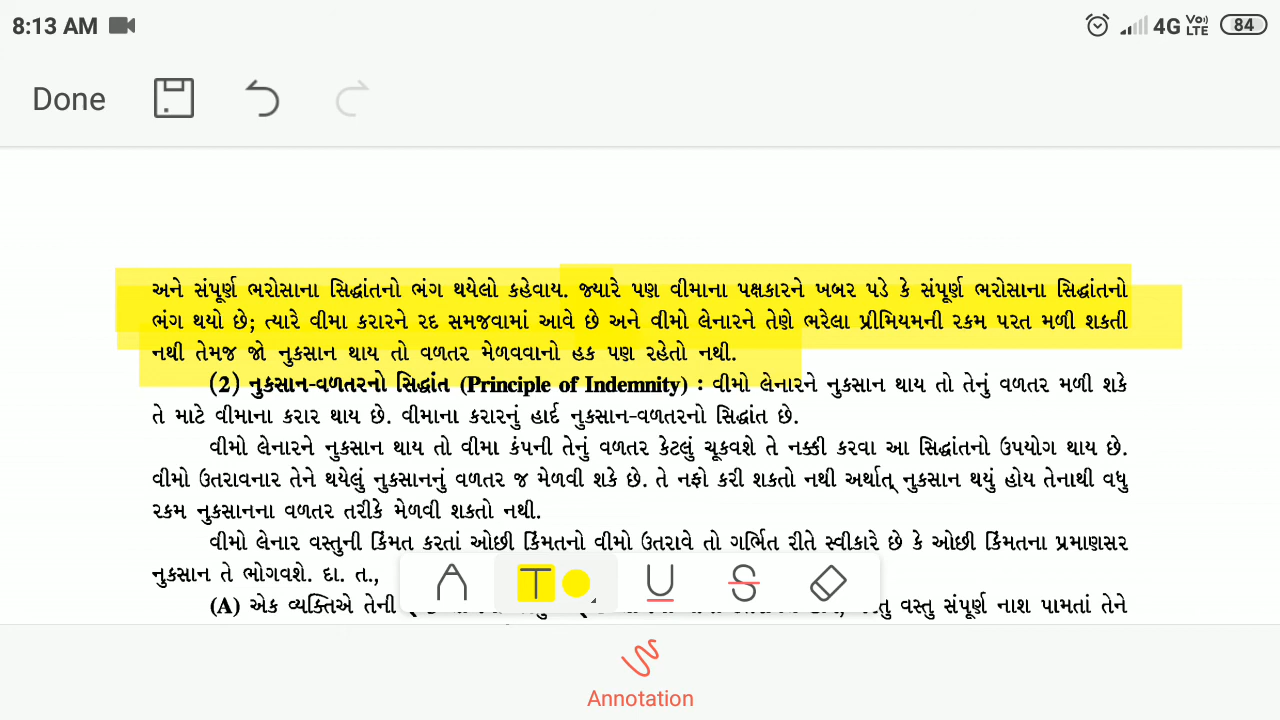 8:13 AM 4G Vo) LTE 84
Done
અને સંપૂર્ણ ભરોસાના સિદ્ધાંતનો ભંગ થયેલો કહેવાય. જ્યારે પણ વીમાના પક્ષકારને ખબર પડે કે સંપૂર્ણ ભરોસાના સિદ્ધાંતનો
ભંગ થયો છે; ત્યારે વીમા કરારને રદ સમજવામાં આવે છે અને વીમો લેનારને તેણે ભરેલા પ્રીમિયમની રકમ પરત મળી શકતી
નથી તેમજ જો નુકસાન થાય તો વળતર મેળવવાનો હક પણ રહેતો નથી.
(2) નુકસાન-વળતરનો સિદ્ધાંત (Principle of Indemnity) : વીમો લેનારને નુકસાન થાય તો તેનું વળતર મળી શકે
તે માટે વીમાના કરાર થાય છે. વીમાના કરારનું હાર્દ નુકસાન-વળતરનો સિદ્ધાંત છે.
વીમો લેનારને નુકસાન થાય તો વીમા કંપની તેનું વળતર કેટલું ચૂકવશે તે નક્કી કરવા આ સિદ્ધાંતનો ઉપયોગ થાય છે.
વીમો ઉતરાવનાર તેને થયેલું નુકસાનનું વળતર જ મેળવી શકે છે. તે નફો કરી શકતો નથી અર્થાત્ નુકસાન થયું હોય તેનાથી વધુ
રકમ નુકસાનના વળતર તરીકે મેળવી શકતો નથી.
વીમો લેનાર વસ્તુની કિંમત કરતાં ઓછી કિંમતનો વીમો ઉતરાવે તો ગર્ભિત રીતે સ્વીકારે છે કે ઓછી કિંમતના પ્રમાણસર
નુકસાન તે ભોગવશે. દા. ત.,
(A) એક વ્યક્તિએ તેની વસ્તુ સંપૂર્ણ નાશ પામતાં તેને
Annotation